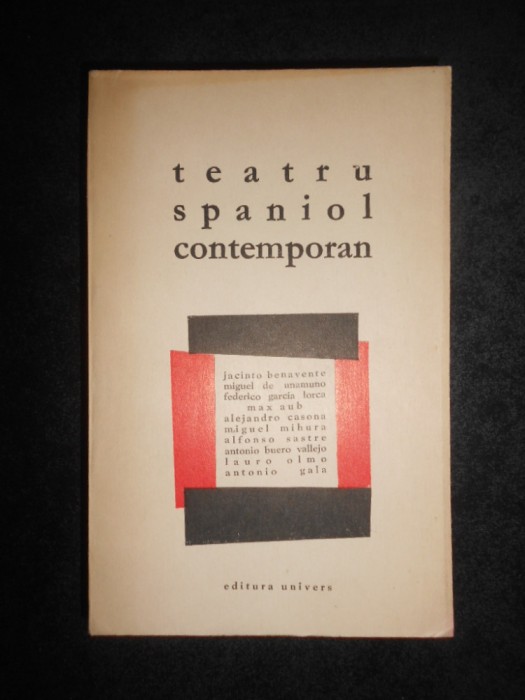 teatru
spaniol
contemporan
jacinto benavente
miguel de unamuno
federico garcia lorca
max aub
alejandro casona
miguel mihura
alfonso sastre
antonio buero vallejo
lauro olmo
antonio gala
editura univers